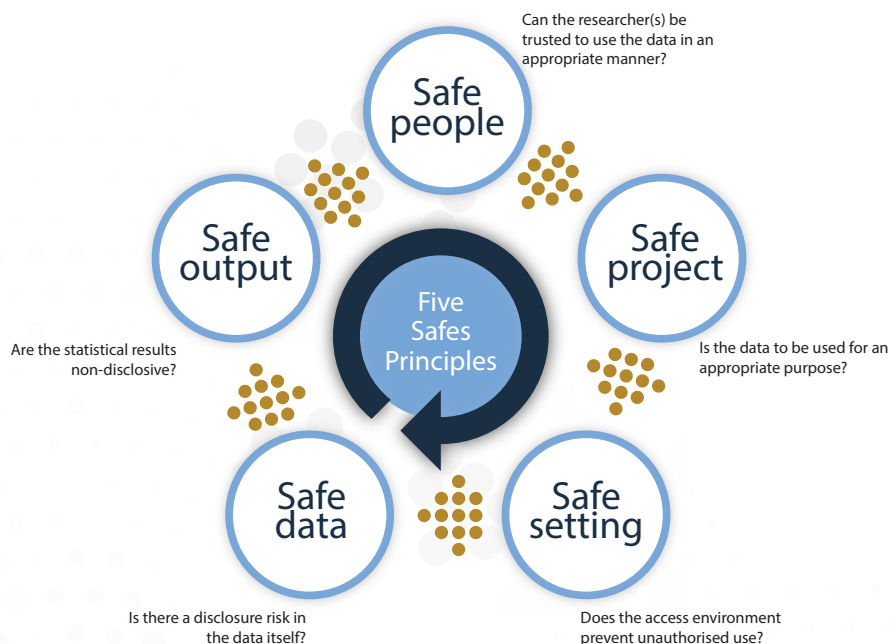 Can the researcher(s) be
trusted to use the data in an
appropriate manner?
Safe
people
Safe
output
Safe
project
Five
Safes
Principles
Are the statistical results
non-disclosive?
Is the data to be used for an
appropriate purpose?
Safe
data
Safe
setting
Is there a disclosure risk in
the data itself?
Does the access environment
prevent unauthorised use?